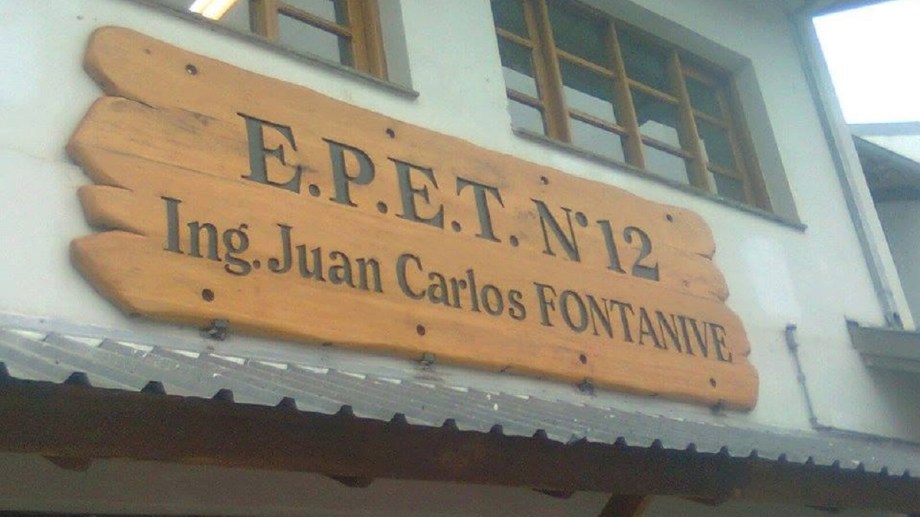 E.P.E.T. N°12
Ing. Juan Carlos FONTANIVE